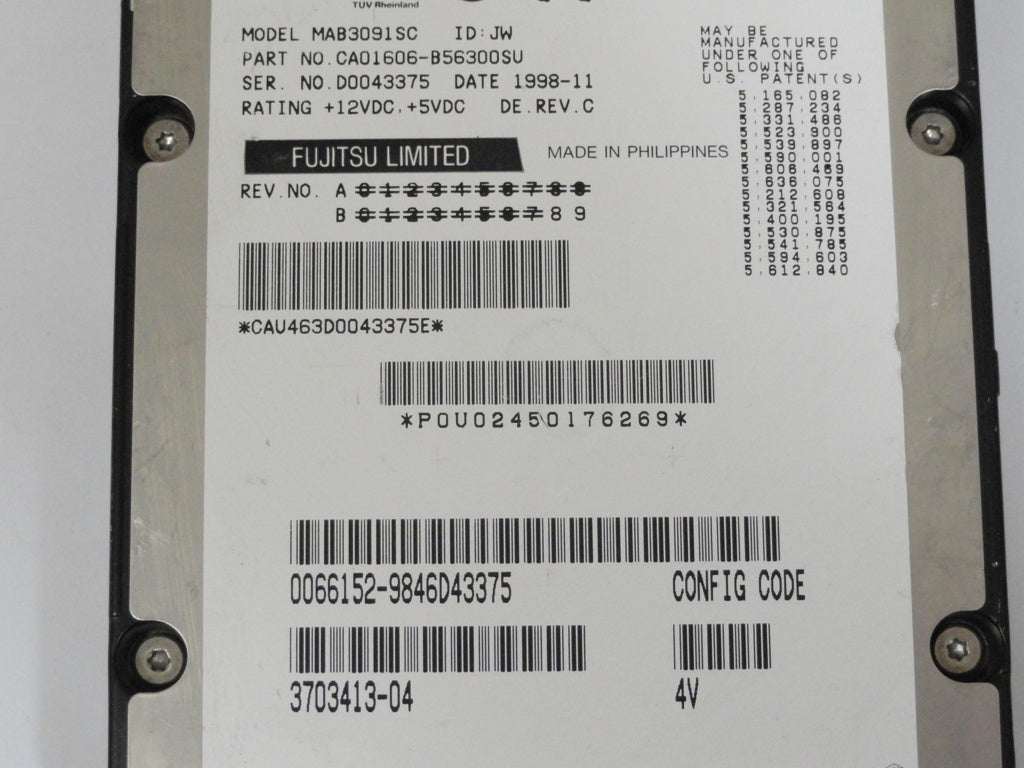 TUV Rheinland
MODEL MAB3091SC ID:JW
PART NO.CA01606-B56300SU
SER. NO.D0043375 DATE 1998-11
RATING +12VDC,+5VDC DE.REV.C
FUJITSU LIMITED
MADE IN PHILIPPINES
REV.NO. A 0 1 2 3 4 5 6 7 8 9
B 0 1 2 3 4 5 6 7 8 9
*CAU463D0043375E*
MAY BE
MANUFACTURED
UNDER ONE OF
FOLLOWING
U.S. PATENT(S)
5,165,082
5,287,234
5,331,486
5,523,900
5,539,897
5,590,001
5,608,489
5,636,075
5,212,608
5,321,564
5,400,195
5,530,875
5,541,785
5,594,603
5,612,840
*P0U02450176269*
0066152-9846D43375
CONFIG CODE
3703413-04
4V